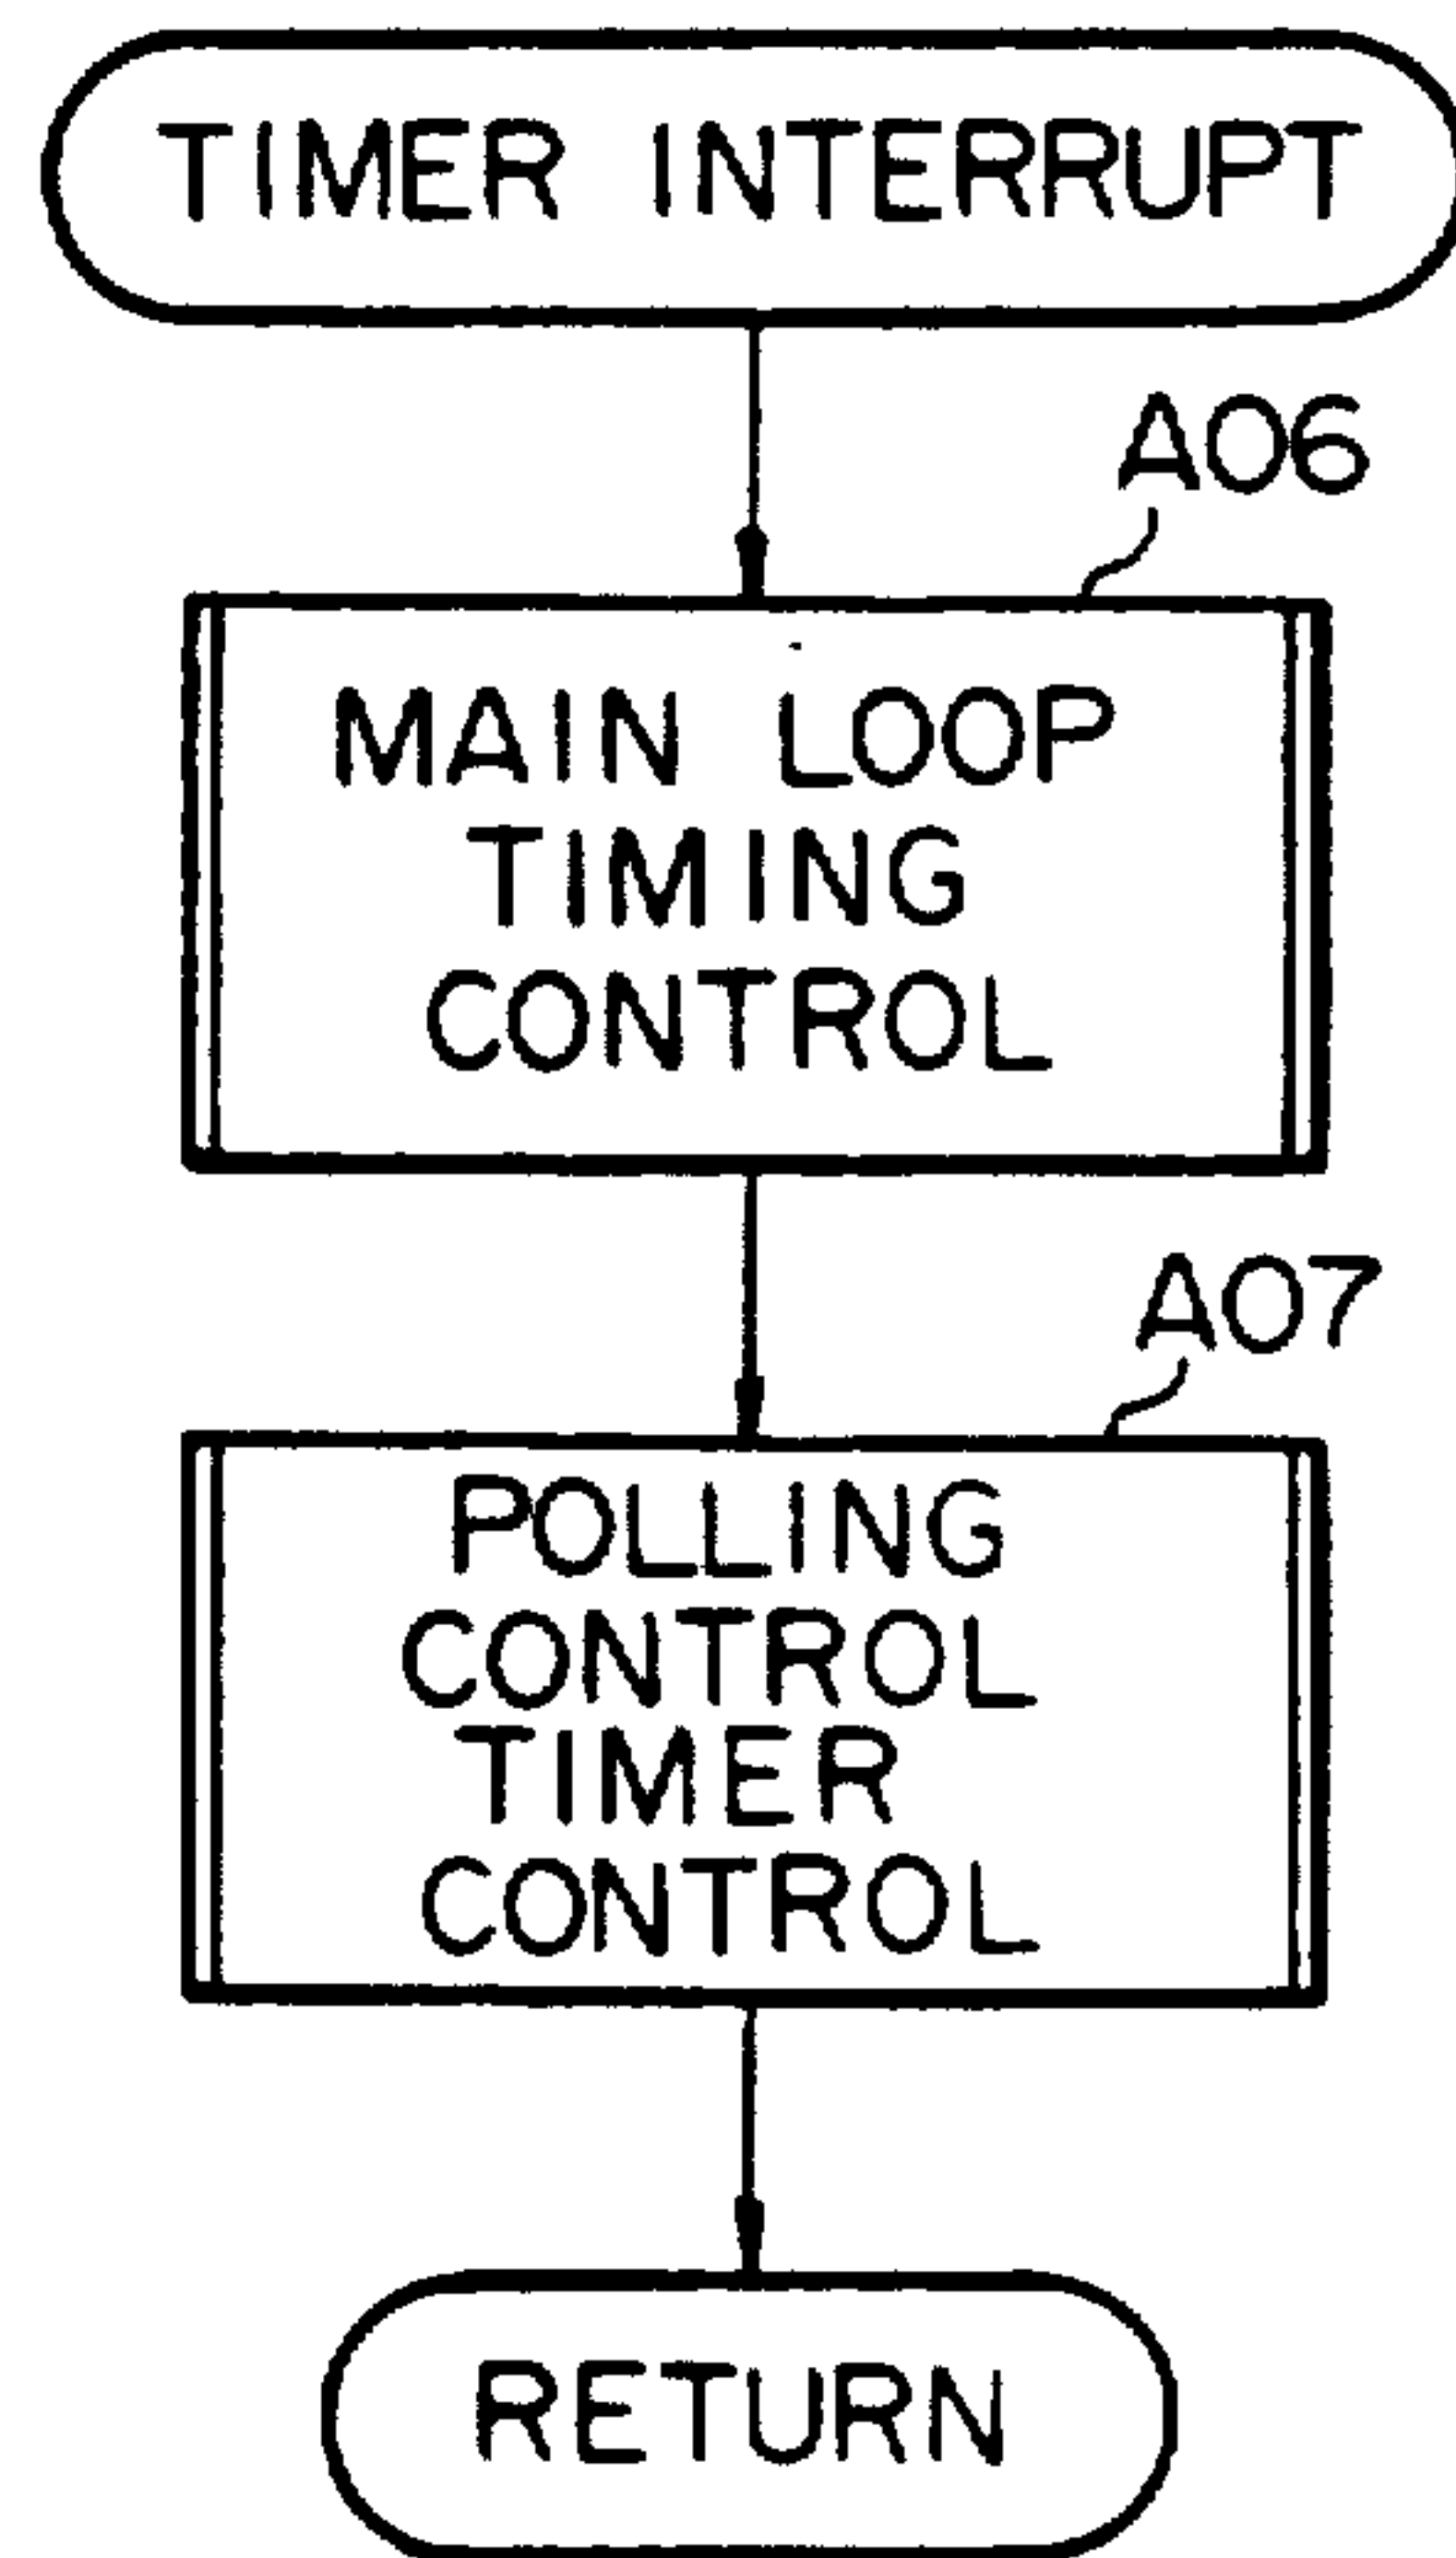 TIMER INTERRUPT
A06
MAIN LOOP
TIMING
CONTROL
A07
POLLING
CONTROL
TIMER
CONTROL
RETURN